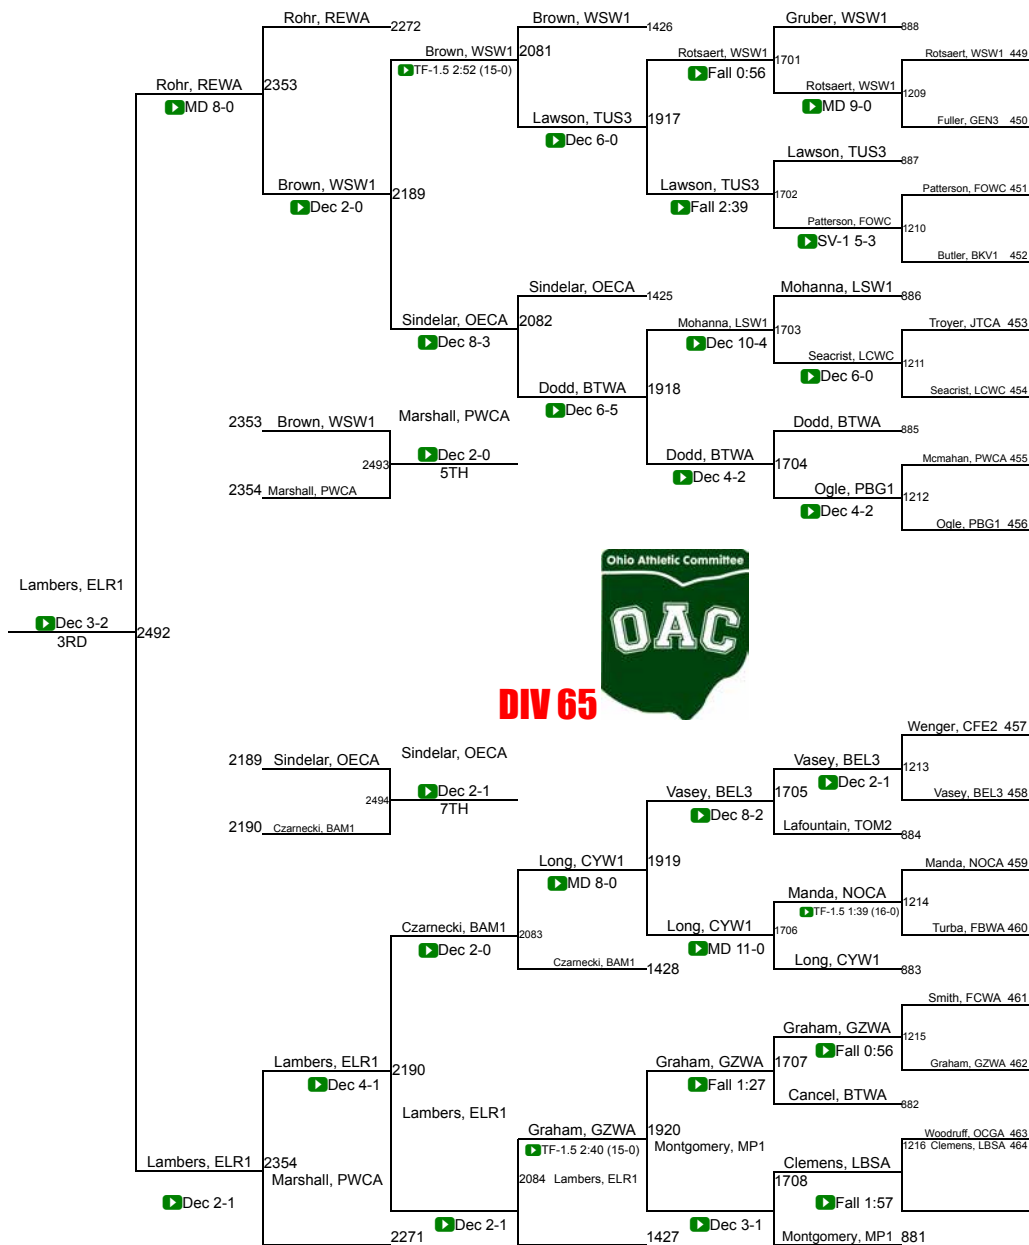 Rohr, REWA
2272
Brown, WSW1
1426
Gruber, WSW1
888
Brown, WSW1
2081
TF-1.5 2:52 (15-0)
Rotsaert, WSW1
Fall 0:56
1701
Rotsaert, WSW1 449
Rohr, REWA
2353
MD 8-0
Rotsaert, WSW1
1209
MD 9-0
Lawson, TUS3
1917
Fuller, GEN3 450
Dec 6-0
Lawson, TUS3
887
Brown, WSW1
2189
Dec 2-0
Lawson, TUS3
1702
Fall 2:39
Patterson, FOWC 451
Patterson, FOWC
1210
SV-1 5-3
Butler, BKV1 452
Sindelar, OECA
1425
Mohanna, LSW1
886
Sindelar, OECA
2082
Dec 8-3
Mohanna, LSW1
1703
Dec 10-4
Troyer, JTCA 453
Seacrist, LCWC
1211
Dec 6-0
Dodd, BTWA
1918
Dec 6-5
Seacrist, LCWC 454
2353 Brown, WSW1
Marshall, PWCA
Dodd, BTWA
885
2493
Dec 2-0
5TH
Dodd, BTWA
1704
Dec 4-2
Mcmahan, PWCA 455
2354 Marshall, PWCA
Ogle, PBG1
1212
Dec 4-2
Ogle, PBG1 456
Ohio Athletic Committee
OAC
Lambers, ELR1
Dec 3-2
3RD
2492
DIV 65
Wenger, CFE2 457
2189 Sindelar, OECA
Sindelar, OECA
Vasey, BEL3
1213
Dec 2-1
2494
Dec 2-1
7TH
Vasey, BEL3
1705
Dec 8-2
Vasey, BEL3 458
2190 Czarnecki, BAM1
Lafountain, TOM2
884
Long, CYW1
1919
MD 8-0
Manda, NOCA 459
Manda, NOCA
1214
TF-1.5 1:39 (16-0)
Czarnecki, BAM1
2083
Dec 2-0
Long, CYW1
1706
MD 11-0
Turba, FBWA 460
Czarnecki, BAM1
1428
Long, CYW1
883
Smith, FCWA 461
Graham, GZWA
1215
Fall 0:56
Lambers, ELR1
2190
Dec 4-1
Graham, GZWA
1707
Fall 1:27
Graham, GZWA 462
Cancel, BTWA
882
Lambers, ELR1
Graham, GZWA
1920
TF-1.5 2:40 (15-0)
Montgomery, MP1
Woodruff, OCGA 463
1216 Clemens, LBSA 464
Lambers, ELR1
2354
Dec 2-1
Marshall, PWCA
2084 Lambers, ELR1
Clemens, LBSA
1708
Fall 1:57
Dec 2-1
Dec 3-1
2271
1427
Montgomery, MP1 881